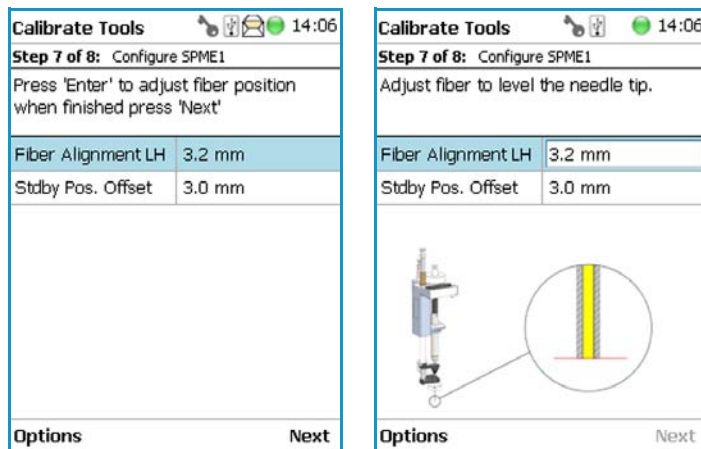 Calibrate Tools 14:06
Step 7 of 8: Configure SPME1
Press 'Enter' to adjust fiber position
when finished press 'Next'
Fiber Alignment LH 3.2 mm
Stdby Pos. Offset 3.0 mm
Options Next
Calibrate Tools 14:06
Step 7 of 8: Configure SPME1
Adjust fiber to level the needle tip.
Fiber Alignment LH 3.2 mm
Stdby Pos. Offset 3.0 mm
Options Next